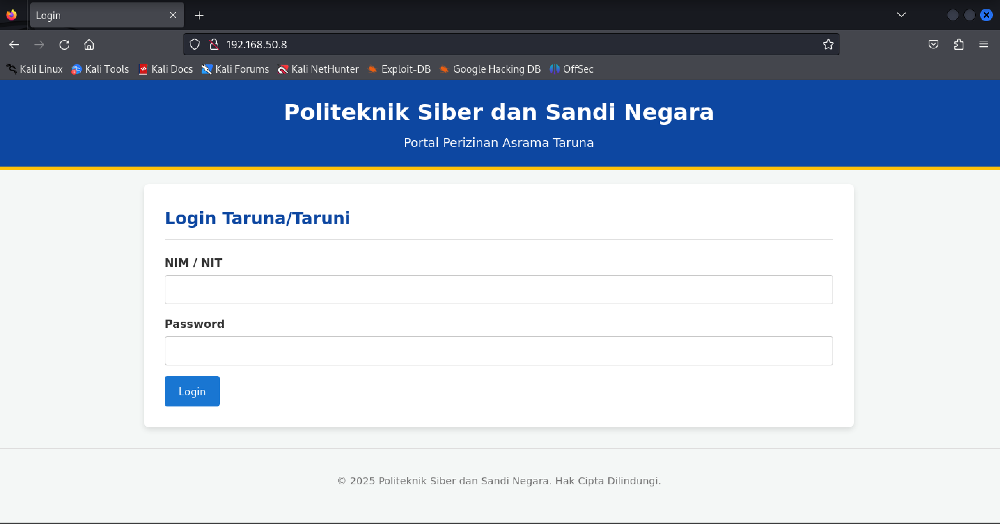 Login
192.168.50.8
Kali Linux Kali Tools Kali Docs Kali Forums Kali NetHunter Exploit-DB Google Hacking DB OffSec
Politeknik Siber dan Sandi Negara
Portal Perizinan Asrama Taruna
Login Taruna/Taruni
NIM / NIT
Password
Login
© 2025 Politeknik Siber dan Sandi Negara. Hak Cipta Dilindungi.